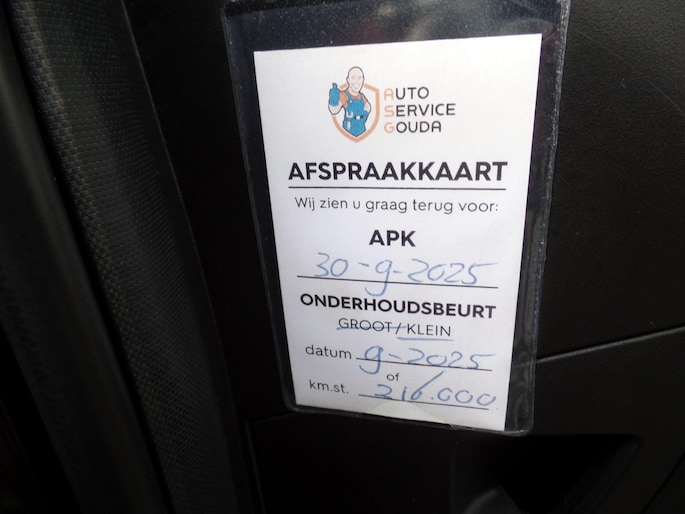 AUTO
SERVICE
GOUDA
AFSPRAAKKAART
Wij zien u graag terug voor:
APK
30-9-2025
ONDERHOUDSBEURT
GROOT/KLEIN
datum 9-2025
of
km.st. 216.000